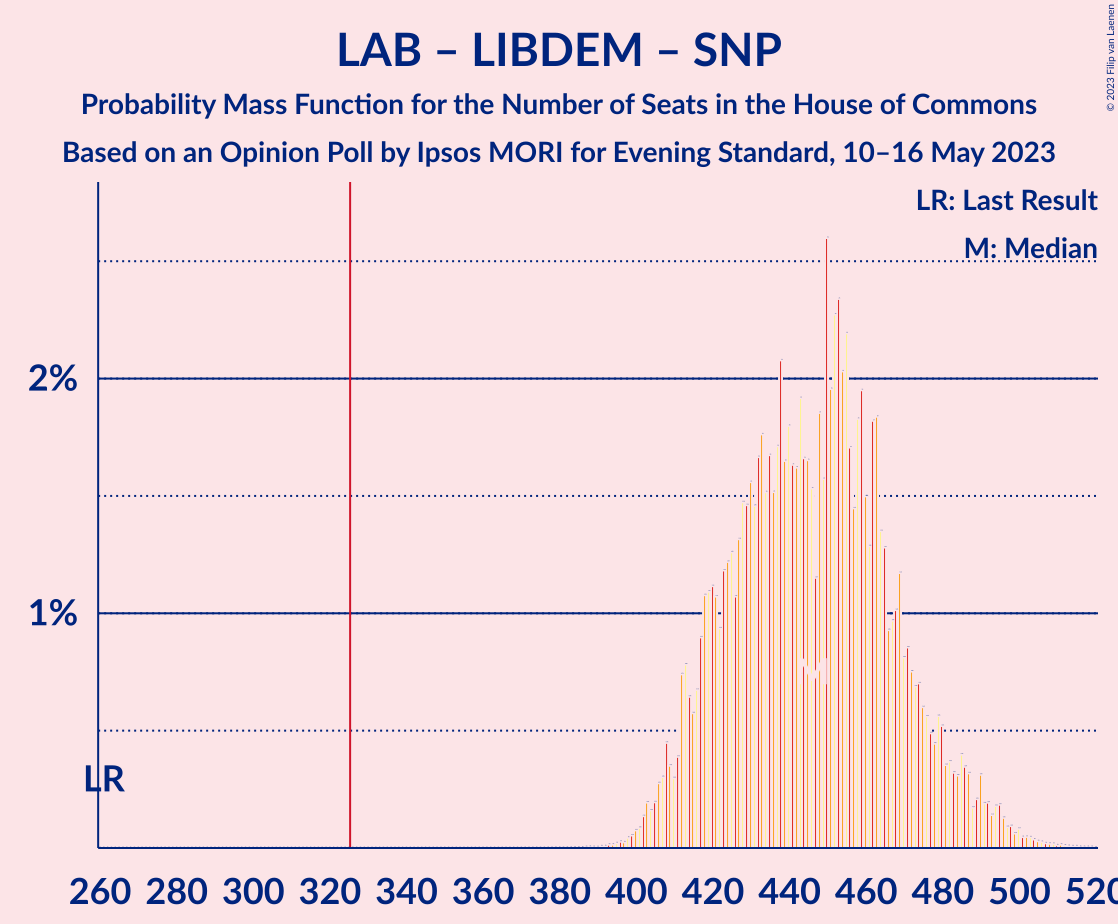 LAB – LIBDEM – SNP
Probability Mass Function for the Number of Seats in the House of Commons
Based on an Opinion Poll by Ipsos MORI for Evening Standard, 10–16 May 2023
© 2023 Filip van Laenen
LR: Last Result
M: Median
2%
1%
LR
260 280 300 320 340 360 380 400 420 440 460 480 500 520